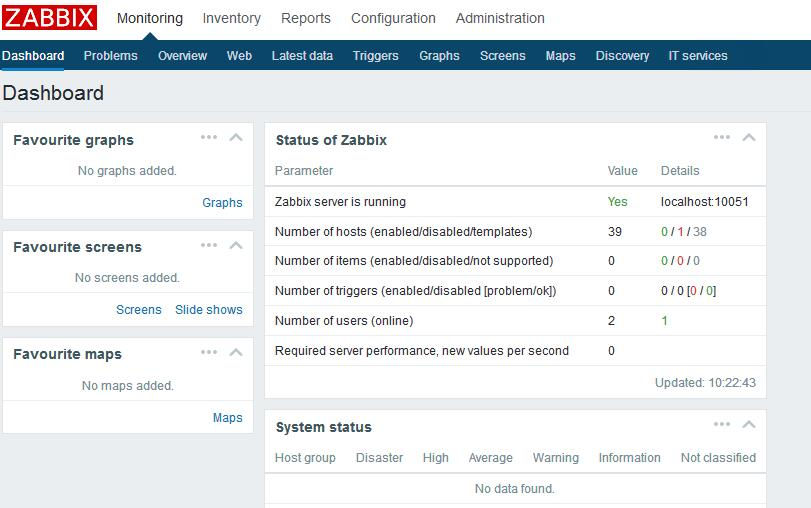 ZABBIX Monitoring Inventory Reports Configuration Administration
Dashboard Problems Overview Web Latest data Triggers Graphs Screens Maps Discovery IT services
Dashboard
Favourite graphs
No graphs added.
Graphs
Favourite screens
No screens added.
Screens Slide shows
Favourite maps
No maps added.
Maps
Status of Zabbix
Parameter Value Details
Zabbix server is running Yes localhost:10051
Number of hosts (enabled/disabled/templates) 39 0 / 1 / 38
Number of items (enabled/disabled/not supported) 0 0 / 0 / 0
Number of triggers (enabled/disabled [problem/ok]) 0 0 / 0 [0 / 0]
Number of users (online) 2 1
Required server performance, new values per second 0
Updated: 10:22:43
System status
Host group Disaster High Average Warning Information Not classified
No data found.